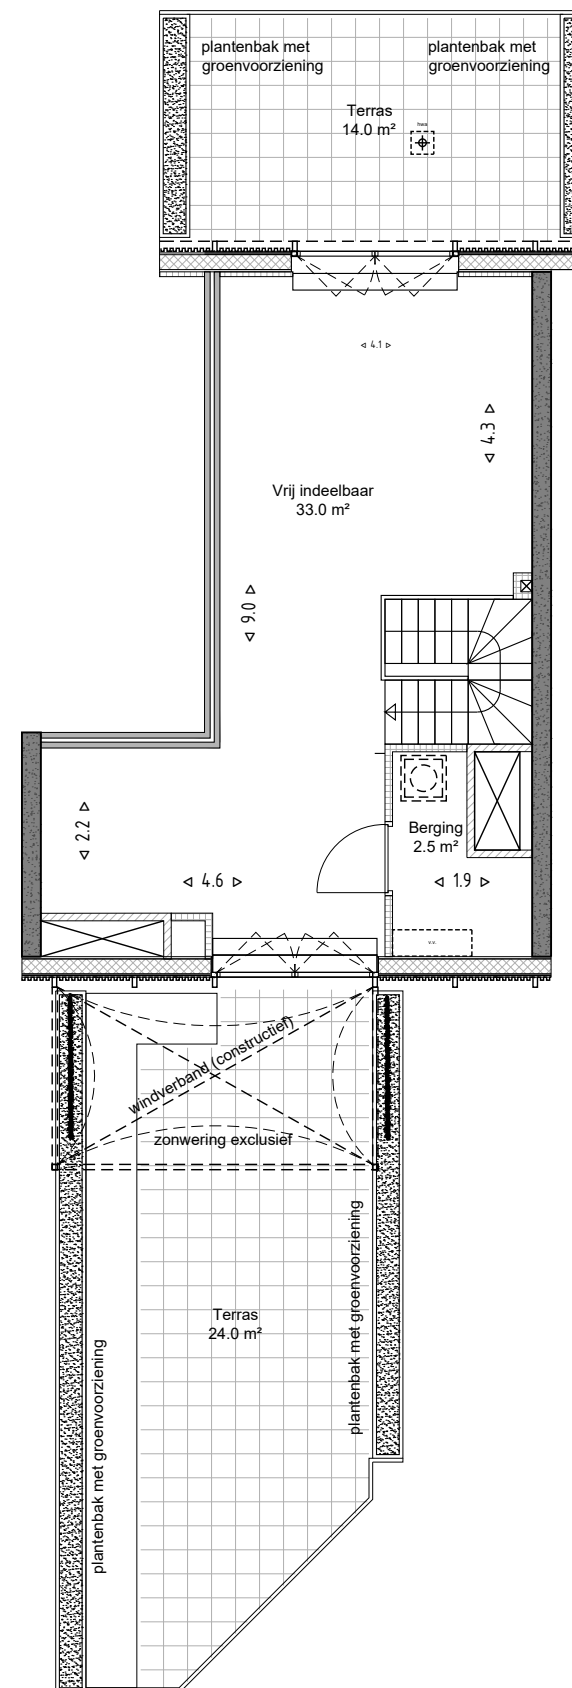 plantenbak met
groenvoorziening
plantenbak met
groenvoorziening
Terras
14.0 m²
4.1
4.3
Vrij indeelbaar
33.0 m²
9.0
2.2
Berging
2.5 m²
4.6
1.9
v.v.
windverband (constructief)
zonwering exclusief
plantenbak met groenvoorziening
Terras
24.0 m²
plantenbak met groenvoorziening